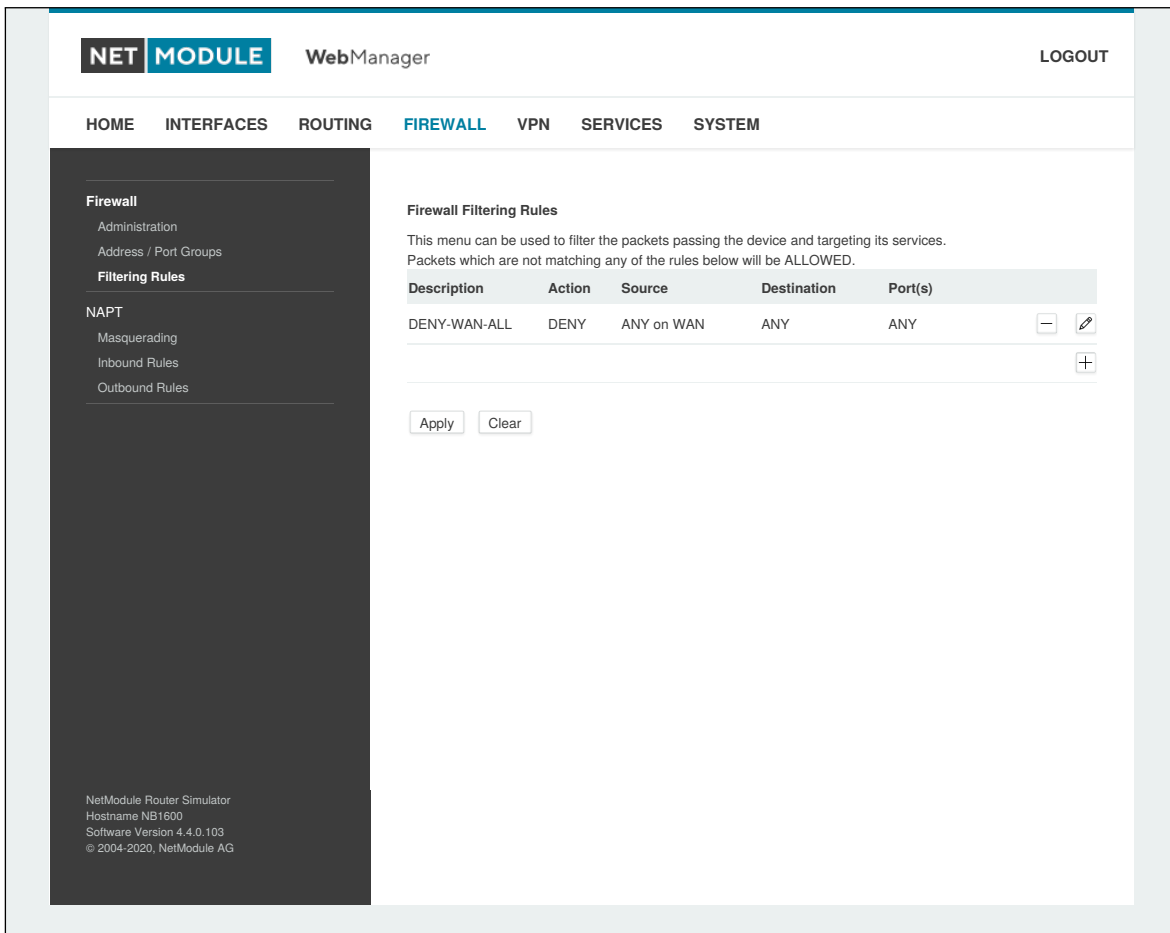 NET MODULE WebManager LOGOUT
HOME INTERFACES ROUTING FIREWALL VPN SERVICES SYSTEM
Firewall
Administration
Address / Port Groups
Filtering Rules
NAPT
Masquerading
Inbound Rules
Outbound Rules
Firewall Filtering Rules
This menu can be used to filter the packets passing the device and targeting its services.
Packets which are not matching any of the rules below will be ALLOWED.
Description Action Source Destination Port(s)
DENY-WAN-ALL DENY ANY on WAN ANY ANY
Apply Clear
NetModule Router Simulator
Hostname NB1600
Software Version 4.4.0.103
© 2004-2020, NetModule AG